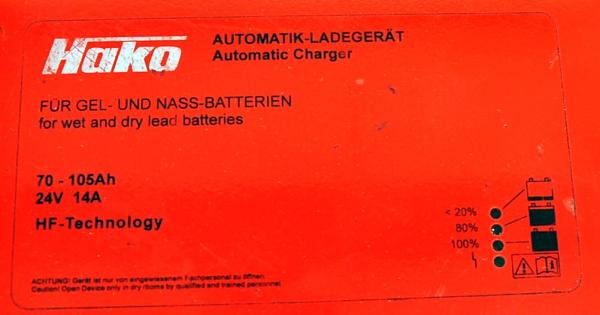 Hako
AUTOMATIK-LADEGERÄT
Automatic Charger
FÜR GEL- UND NASS-BATTERIEN
for wet and dry lead batteries
70 - 105Ah
24V 14A
HF-Technology
< 20%
80%
100%
ACHTUNG! Gerät ist nur von eingewiesenem Fachpersonal zu öffnen.
Caution! Open Device only in dry rooms by qualified and trained personnel.